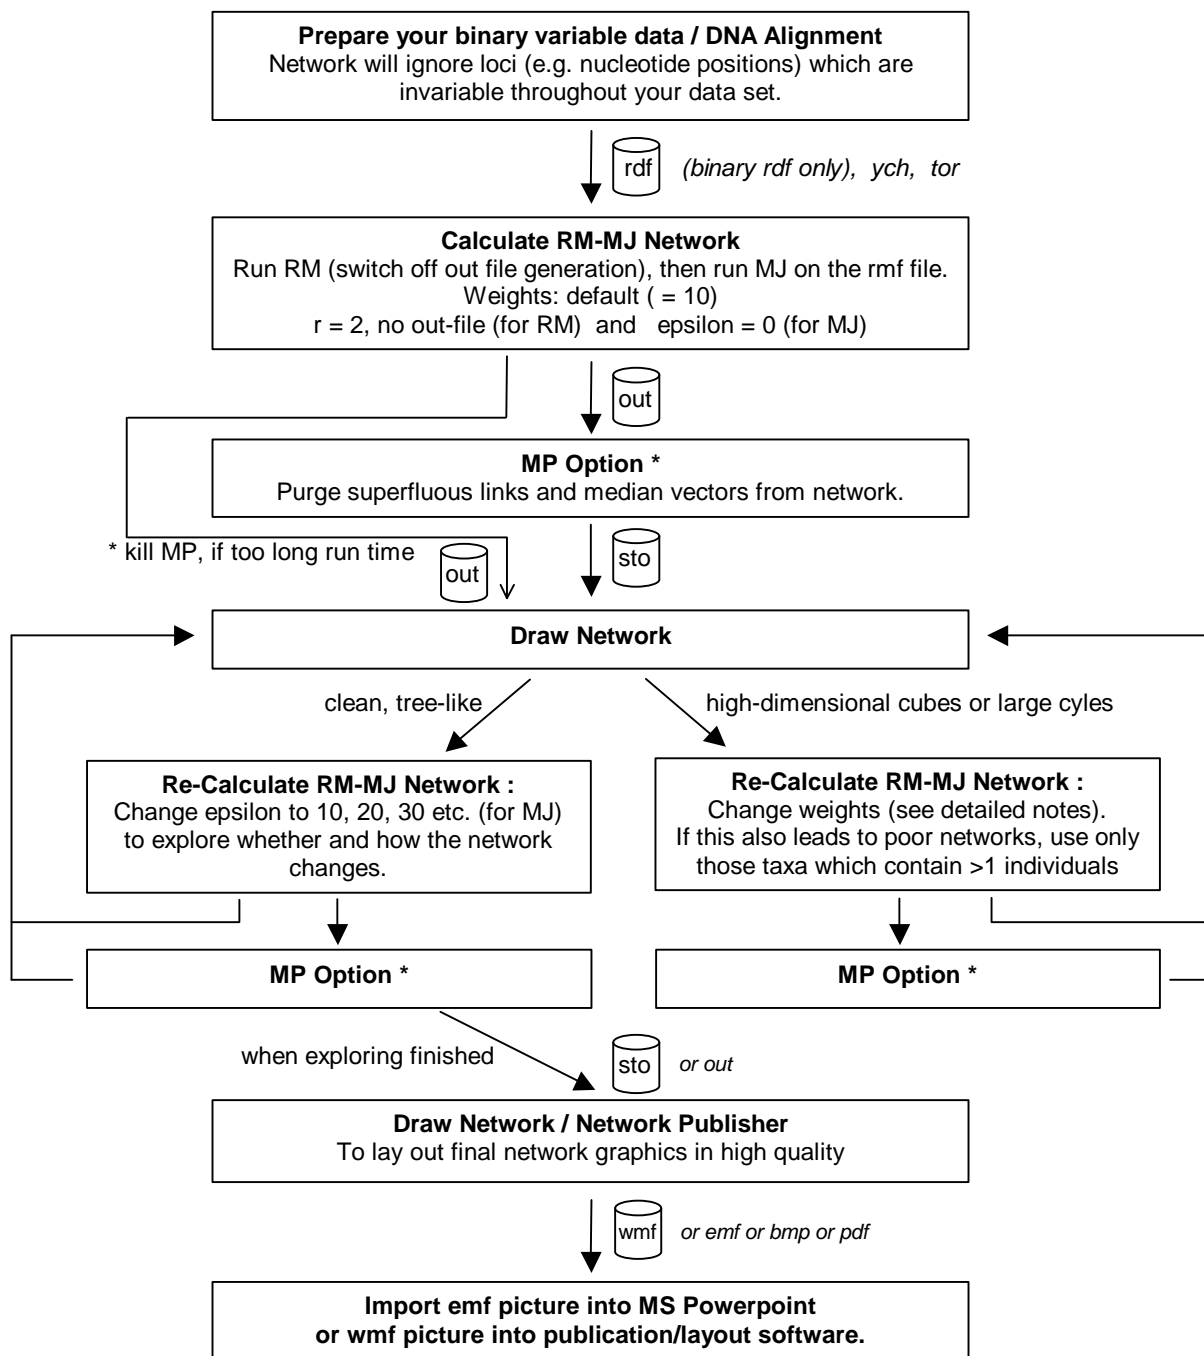 Prepare your binary variable data / DNA Alignment
Network will ignore loci (e.g. nucleotide positions) which are
invariable throughout your data set.
rdf (binary rdf only), ych, tor
Calculate RM-MJ Network
Run RM (switch off out file generation), then run MJ on the rmf file.
Weights: default ( = 10)
r = 2, no out-file (for RM) and epsilon = 0 (for MJ)
out
MP Option *
Purge superfluous links and median vectors from network.
* kill MP, if too long run time
out
sto
Draw Network
clean, tree-like
high-dimensional cubes or large cyles
Re-Calculate RM-MJ Network :
Change epsilon to 10, 20, 30 etc. (for MJ)
to explore whether and how the network
changes.
Re-Calculate RM-MJ Network :
Change weights (see detailed notes).
If this also leads to poor networks, use only
those taxa which contain >1 individuals
MP Option *
MP Option *
when exploring finished
sto or out
Draw Network / Network Publisher
To lay out final network graphics in high quality
wmf or emf or bmp or pdf
Import emf picture into MS Powerpoint
or wmf picture into publication/layout software.